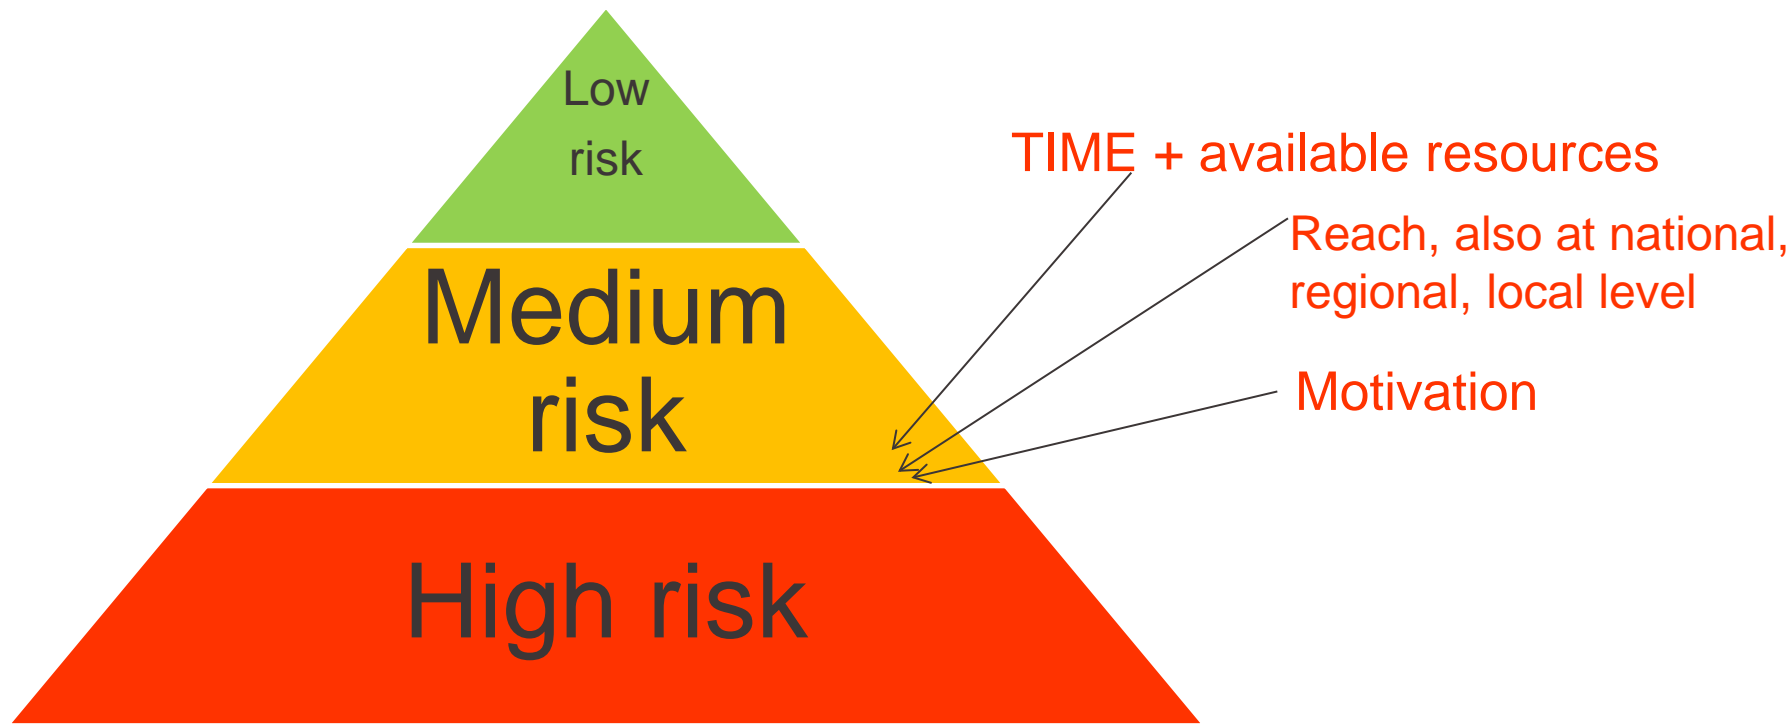 Low
risk
Medium
risk
High risk
TIME + available resources
Reach, also at national,
regional, local level
Motivation